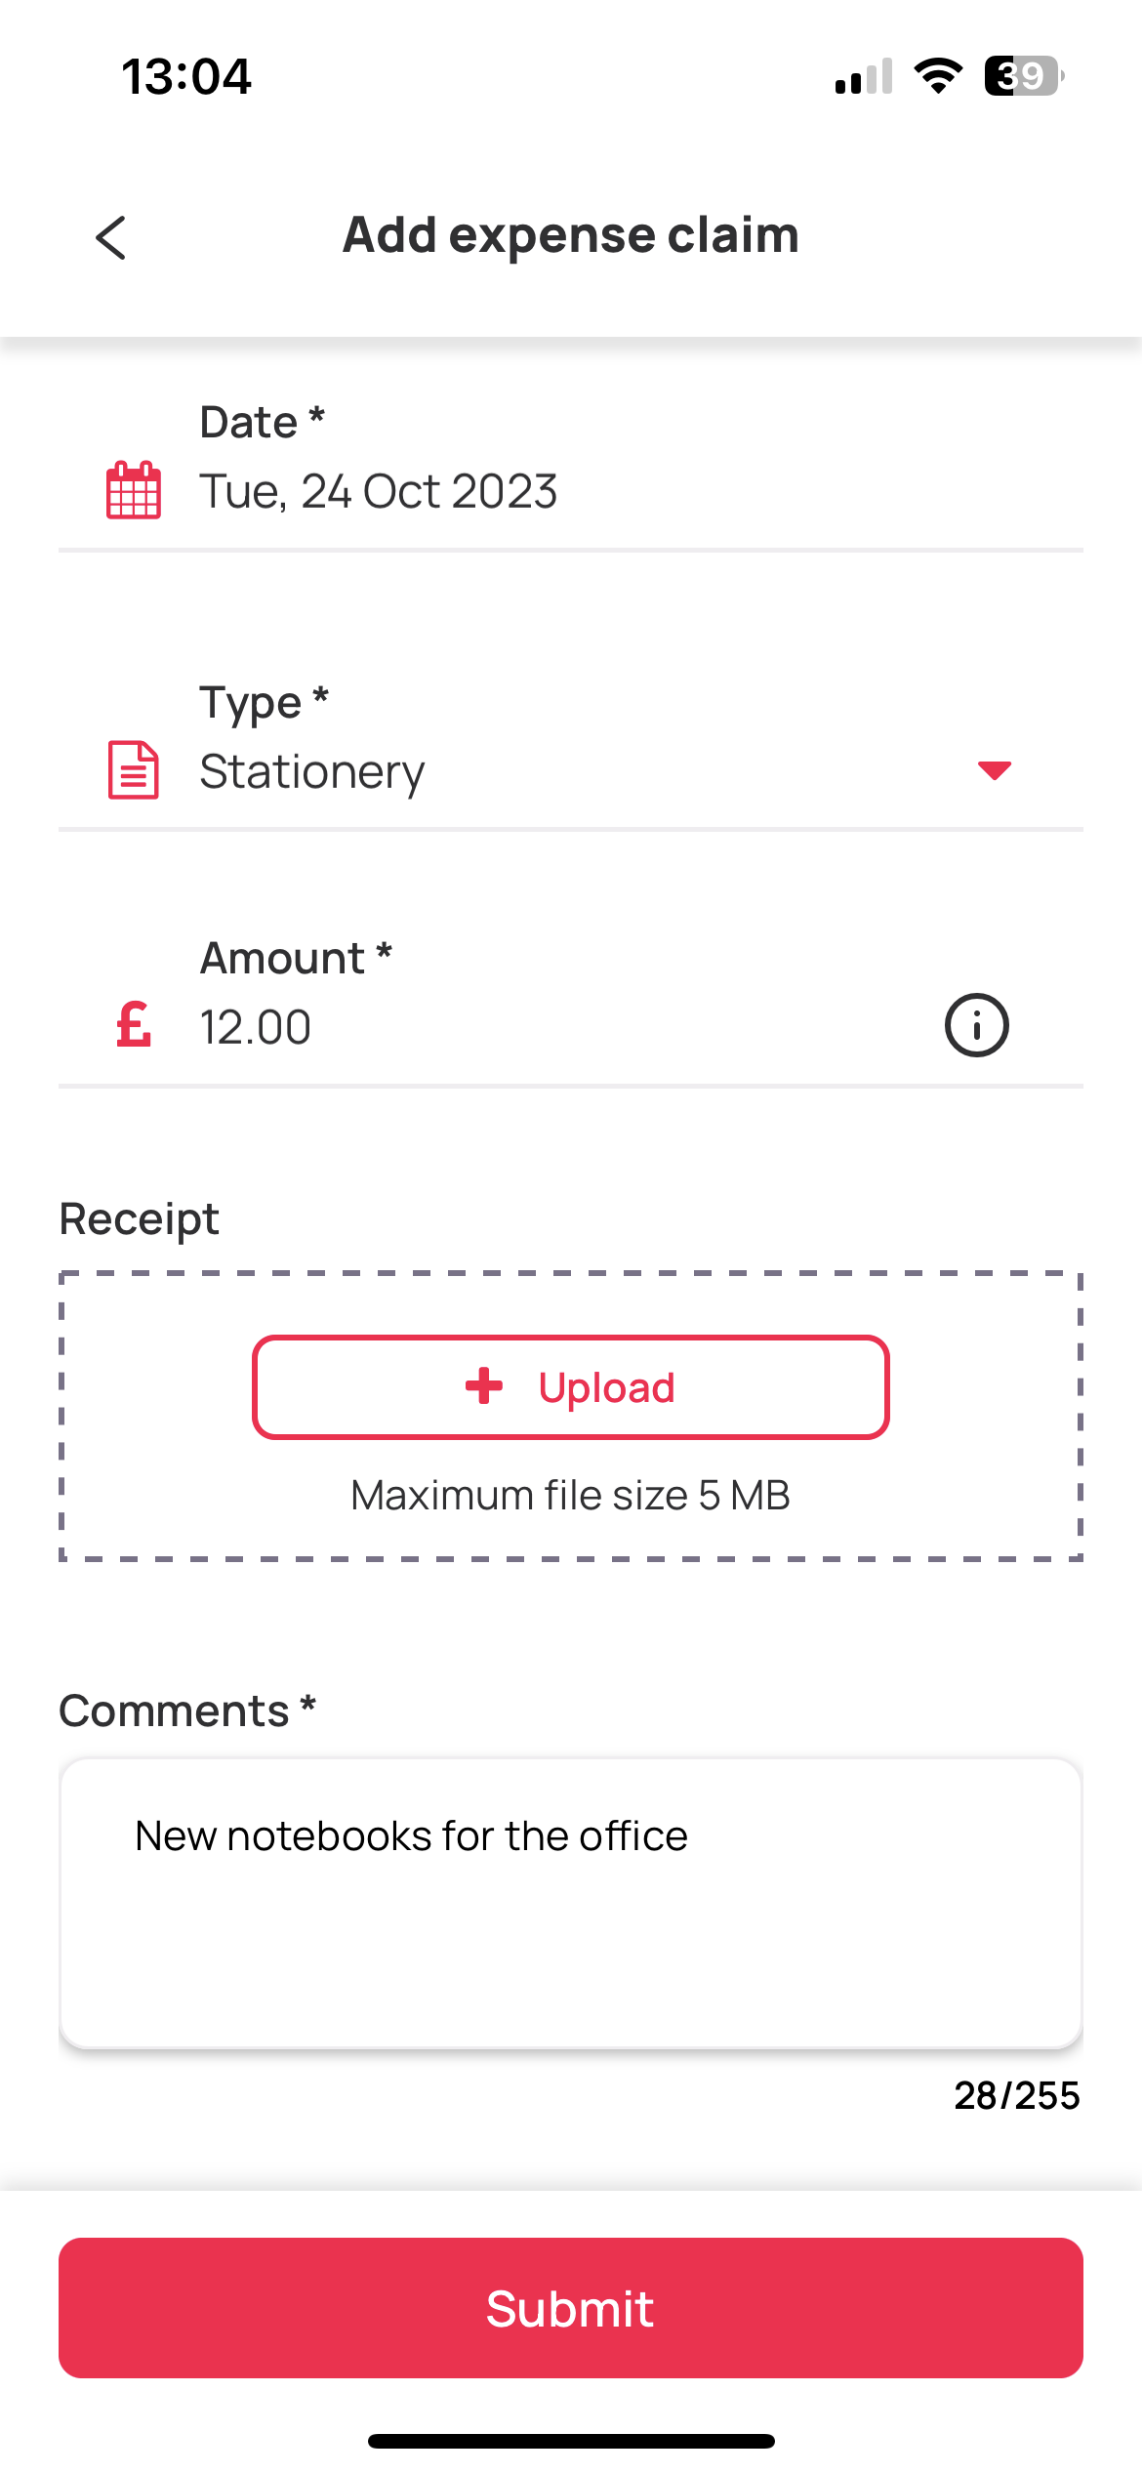 13:04
39
Add expense claim
Date *
Tue, 24 Oct 2023
Type *
Stationery
Amount *
£ 12.00
Receipt
+ Upload
Maximum file size 5 MB
Comments *
New notebooks for the office
28/255
Submit